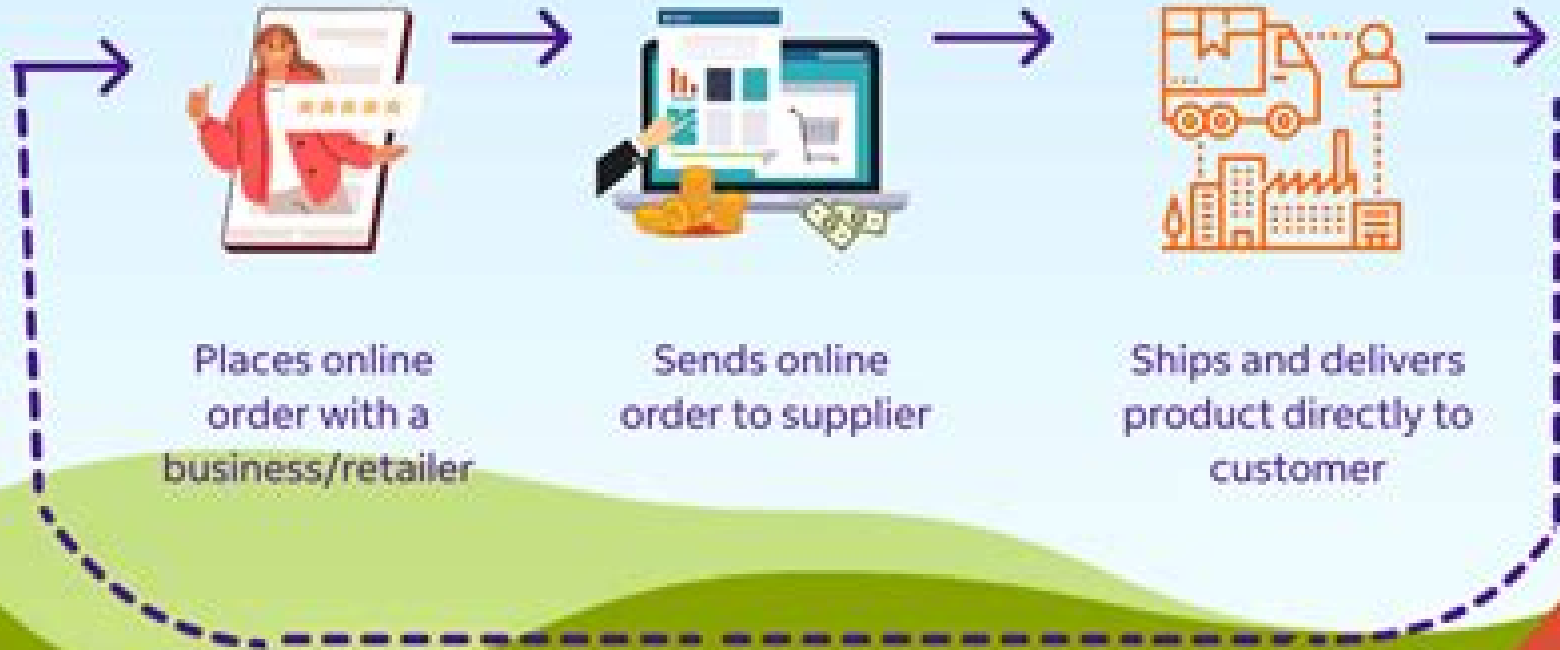 Places online
order with a
business/retailer
Sends online
order to supplier
Ships and delivers
product directly to
customer